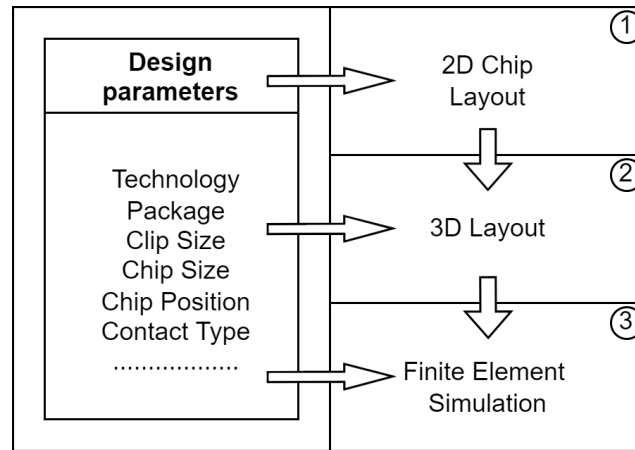 Design
parameters
Technology
Package
Clip Size
Chip Size
Chip Position
Contact Type
..................
1
2D Chip
Layout
2
3D Layout
3
Finite Element
Simulation